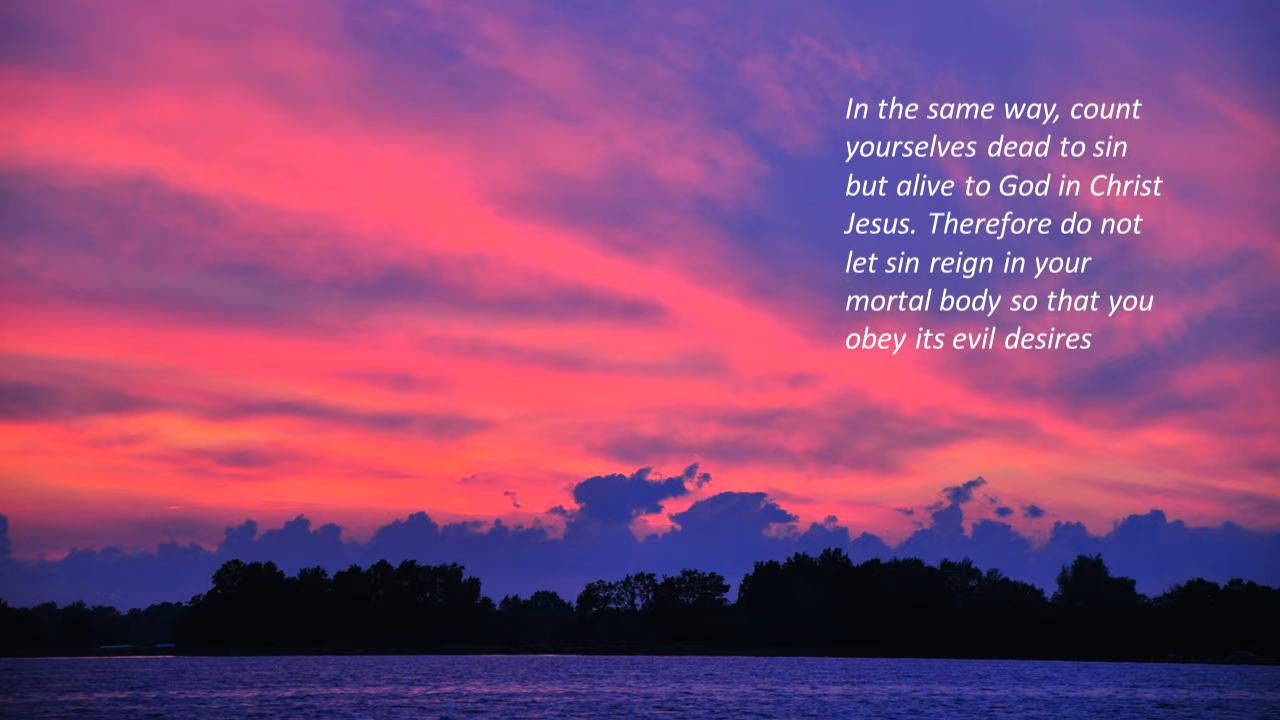 In the same way, count
yourselves dead to sin
but alive to God in Christ
Jesus. Therefore do not
let sin reign in your
mortal body so that you
obey its evil desires